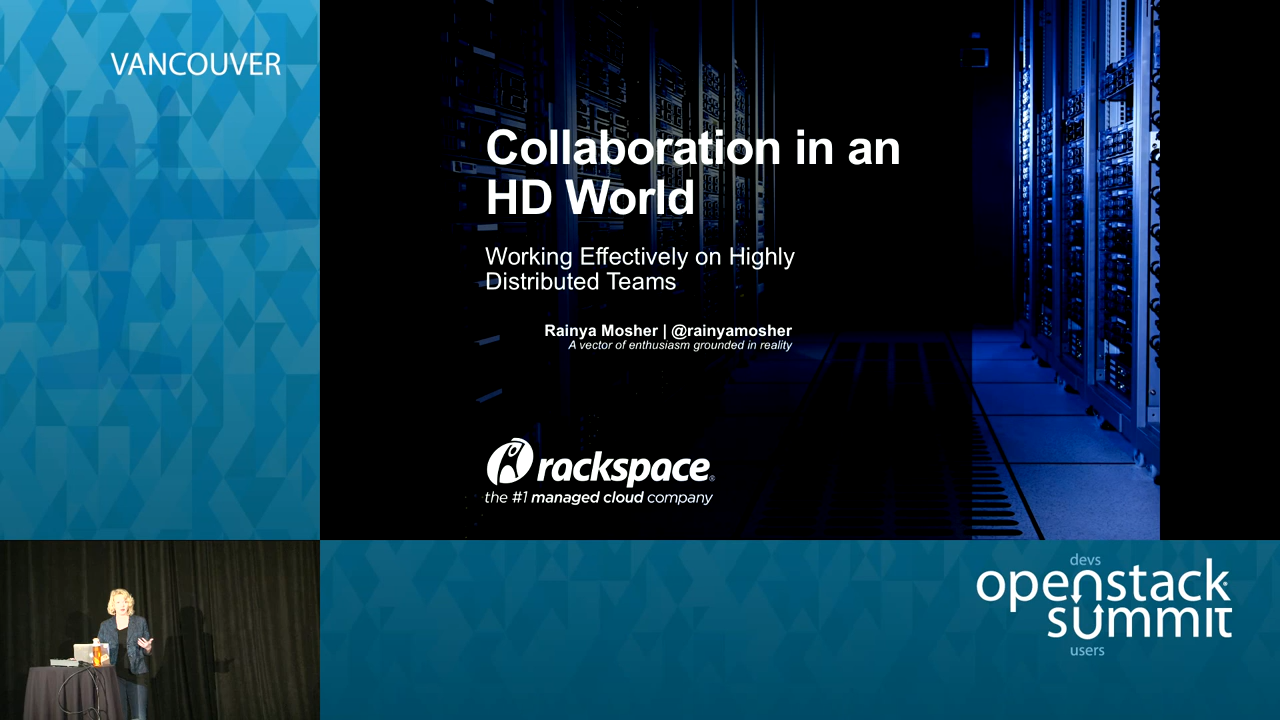 VANCOUVER
Collaboration in an
HD World
Working Effectively on Highly
Distributed Teams
Rainya Mosher | @rainyamosher
A vector of enthusiasm grounded in reality
rackspace®
the #1 managed cloud company
devs
openstack
summit
users